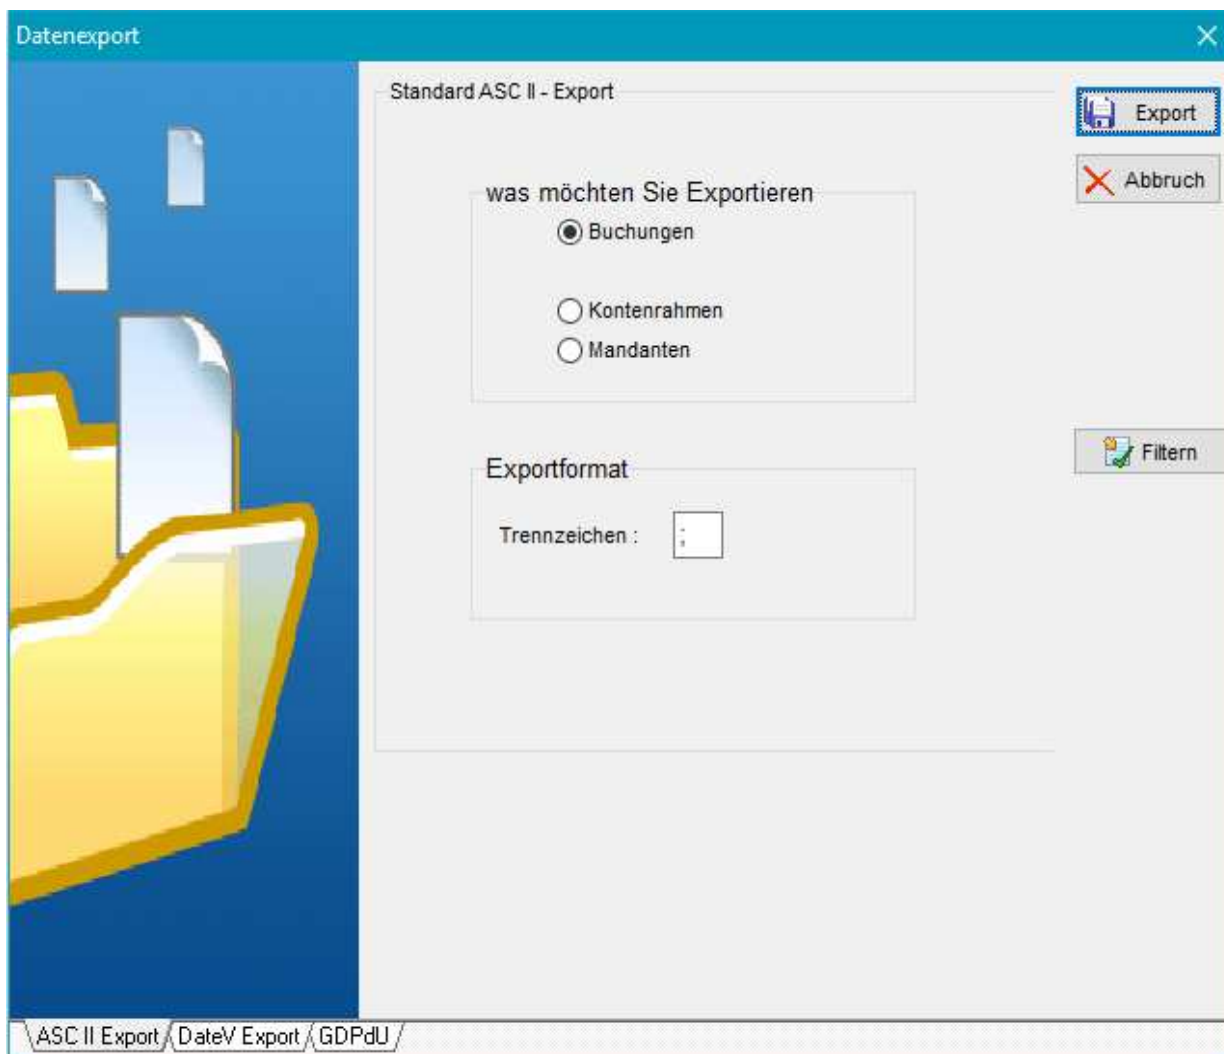 Datenexport
Standard ASC II - Export
Export
Abbruch
was möchten Sie Exportieren
Buchungen
Kontenrahmen
Mandanten
Filtern
Exportformat
Trennzeichen : ;
ASC II Export DateV Export GDPdU